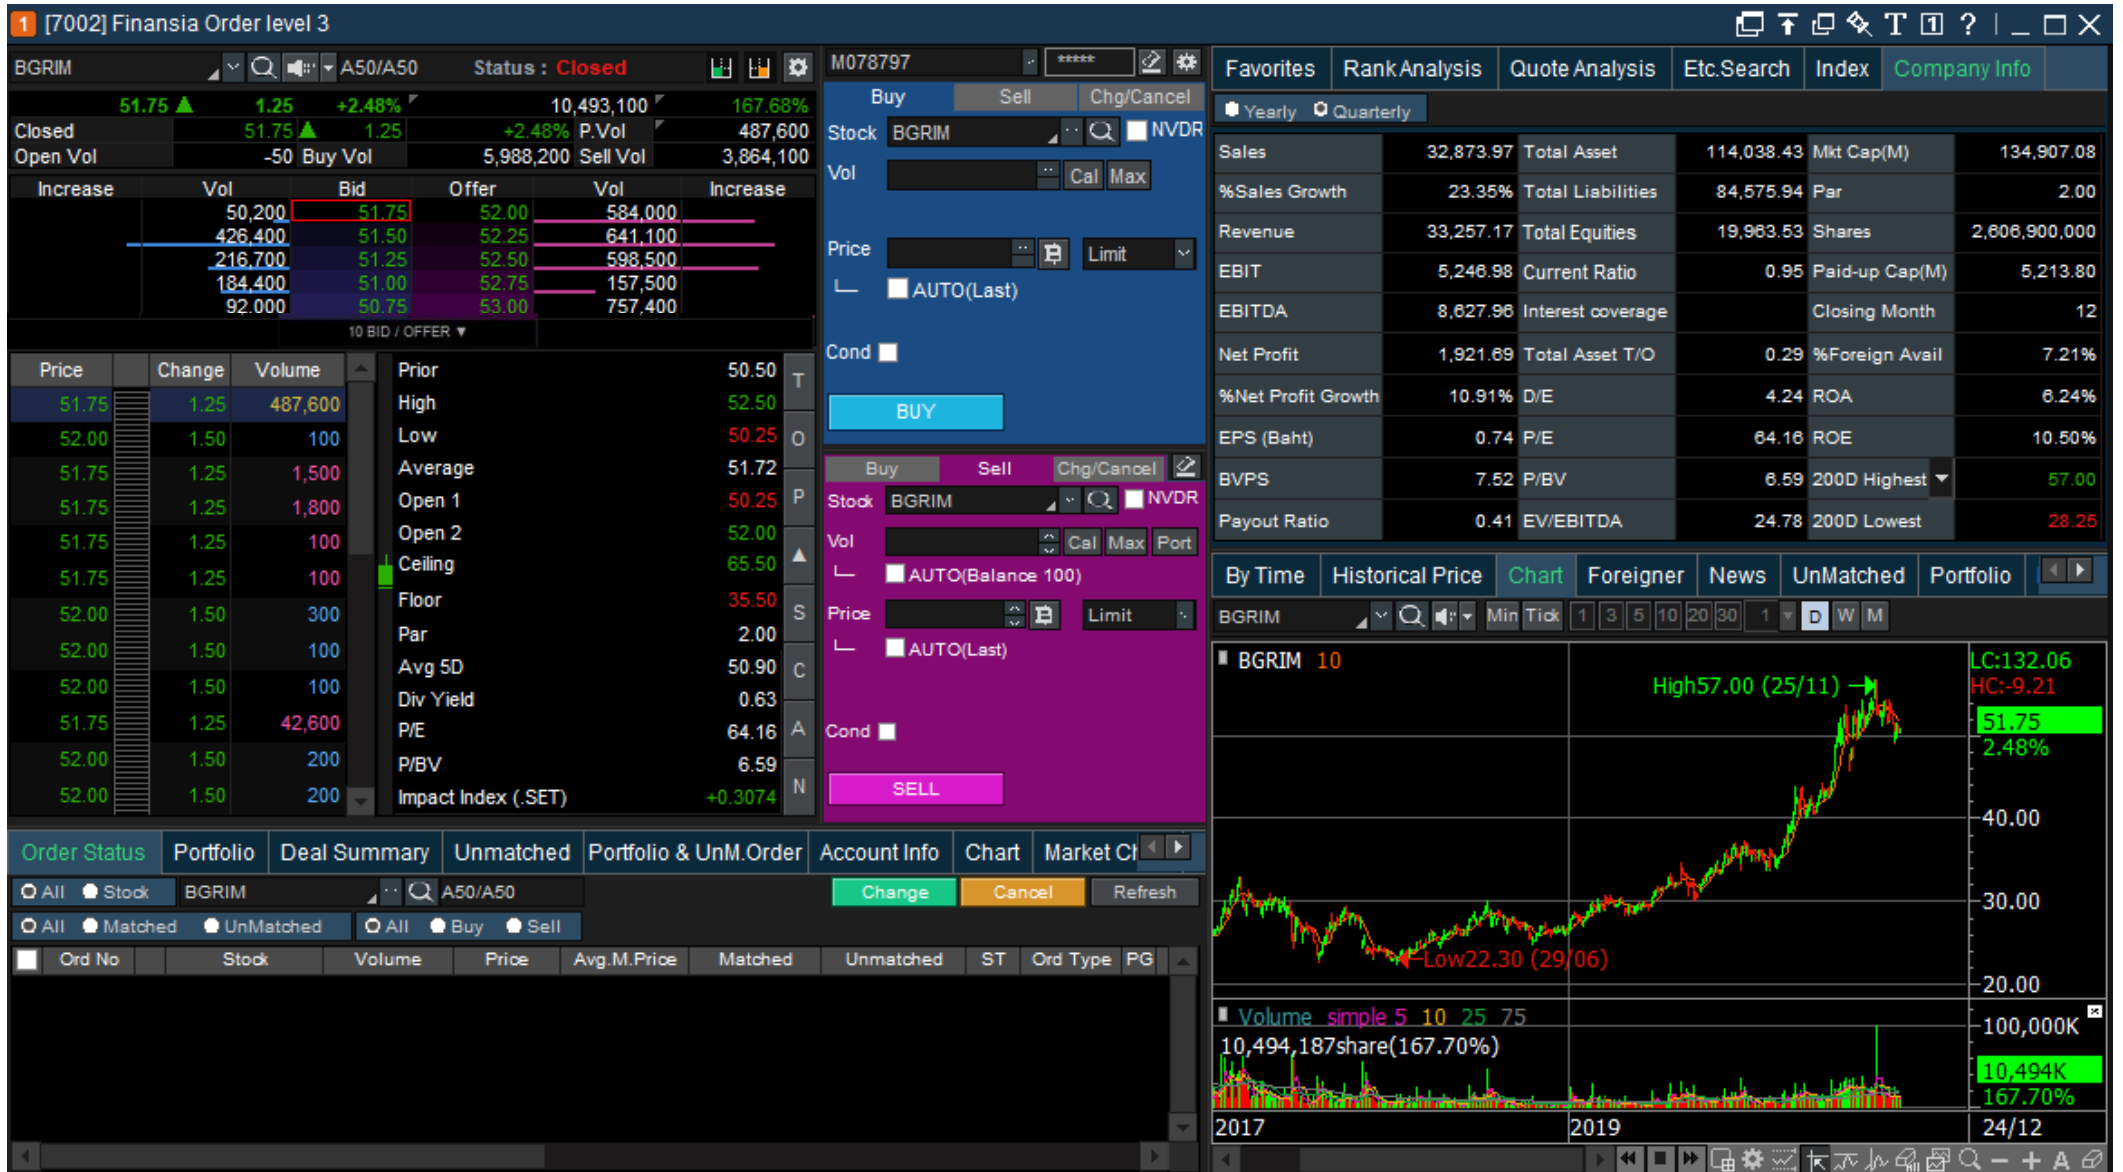 1 [7002] Finansia Order level 3
BGRIM A50/A50 Status : Closed
51.75 ▲ 1.25 +2.48% 10,493,100 167.68%
Closed 51.75 ▲ 1.25 +2.48% P.Vol 487,600
Open Vol -50 Buy Vol 5,988,200 Sell Vol 3,864,100
Increase Vol Bid Offer Vol Increase
50,200 51.75 52.00 584,000
426,400 51.50 52.25 641,100
216,700 51.25 52.50 598,500
184,400 51.00 52.75 157,500
92.000 50.75 53.00 757,400
10 BID / OFFER ▼
Price Change Volume
51.75 1.25 487,600
52.00 1.50 100
51.75 1.25 1,500
51.75 1.25 1,800
51.75 1.25 100
51.75 1.25 100
52.00 1.50 300
52.00 1.50 100
52.00 1.50 100
51.75 1.25 42,600
52.00 1.50 200
52.00 1.50 200
Prior 50.50
High 52.50
Low 50.25
Average 51.72
Open 1 50.25
Open 2 52.00
Ceiling 65.50
Floor 35.50
Par 2.00
Avg 5D 50.90
Div Yield 0.63
P/E 64.16
P/BV 6.59
Impact Index (.SET) +0.3074
T
O
P
▲
S
C
A
N
M078797 *****
Buy Sell Chg/Cancel
Stock BGRIM NVDR
Vol Cal Max
Price Limit
AUTO(Last)
Cond
BUY
Buy Sell Chg/Cancel
Stock BGRIM NVDR
Vol Cal Max Port
AUTO(Balance 100)
Price Limit
AUTO(Last)
Cond
SELL
Favorites Rank Analysis Quote Analysis Etc.Search Index Company Info
Yearly Quarterly
Sales 32,873.97 Total Asset 114,038.43 Mkt Cap(M) 134,907.08
%Sales Growth 23.35% Total Liabilities 84,575.94 Par 2.00
Revenue 33,257.17 Total Equities 19,963.53 Shares 2,606,900,000
EBIT 5,246.98 Current Ratio 0.95 Paid-up Cap(M) 5,213.80
EBITDA 8,627.96 Interest coverage Closing Month 12
Net Profit 1,921.69 Total Asset T/O 0.29 %Foreign Avail 7.21%
%Net Profit Growth 10.91% D/E 4.24 ROA 6.24%
EPS (Baht) 0.74 P/E 64.16 ROE 10.50%
BVPS 7.52 P/BV 6.59 200D Highest 57.00
Payout Ratio 0.41 EV/EBITDA 24.78 200D Lowest 28.25
By Time Historical Price Chart Foreigner News UnMatched Portfolio
BGRIM Min Tick 1 3 5 10 20 30 1 D W M
BGRIM 10
LC:132.06
High57.00 (25/11)
HC:-9.21
51.75
2.48%
40.00
30.00
Low22.30 (29/06)
20.00
Volume simple 5 10 25 75
100,000K
10,494,187share(167.70%)
10,494K
167.70%
2017 2019 24/12
Order Status Portfolio Deal Summary Unmatched Portfolio & UnM.Order Account Info Chart Market
All Stock BGRIM A50/A50 Change Cancel Refresh
All Matched UnMatched All Buy Sell
Ord No Stock Volume Price Avg.M.Price Matched Unmatched ST Ord Type PG